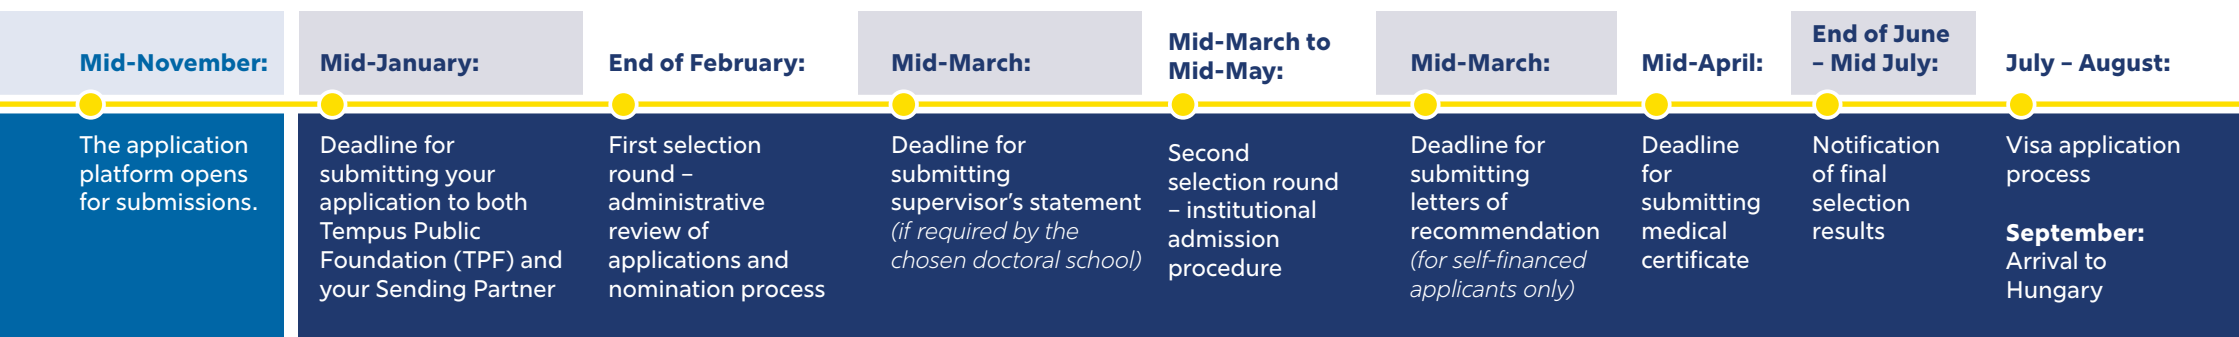 Mid-November:
The application
platform opens
for submissions.
Mid-January:
Deadline for
submitting your
application to both
Tempus Public
Foundation (TPF) and
your Sending Partner
End of February:
First selection
round –
administrative
review of
applications and
nomination process
Mid-March:
Deadline for
submitting
supervisor's statement
(if required by the
chosen doctoral school)
Mid-March to
Mid-May:
Second
selection round
– institutional
admission
procedure
Mid-March:
Deadline for
submitting
letters of
recommendation
(for self-financed
applicants only)
Mid-April:
Deadline
for
submitting
medical
certificate
End of June
– Mid July:
Notification
of final
selection
results
July – August:
Visa application
process
September:
Arrival to
Hungary